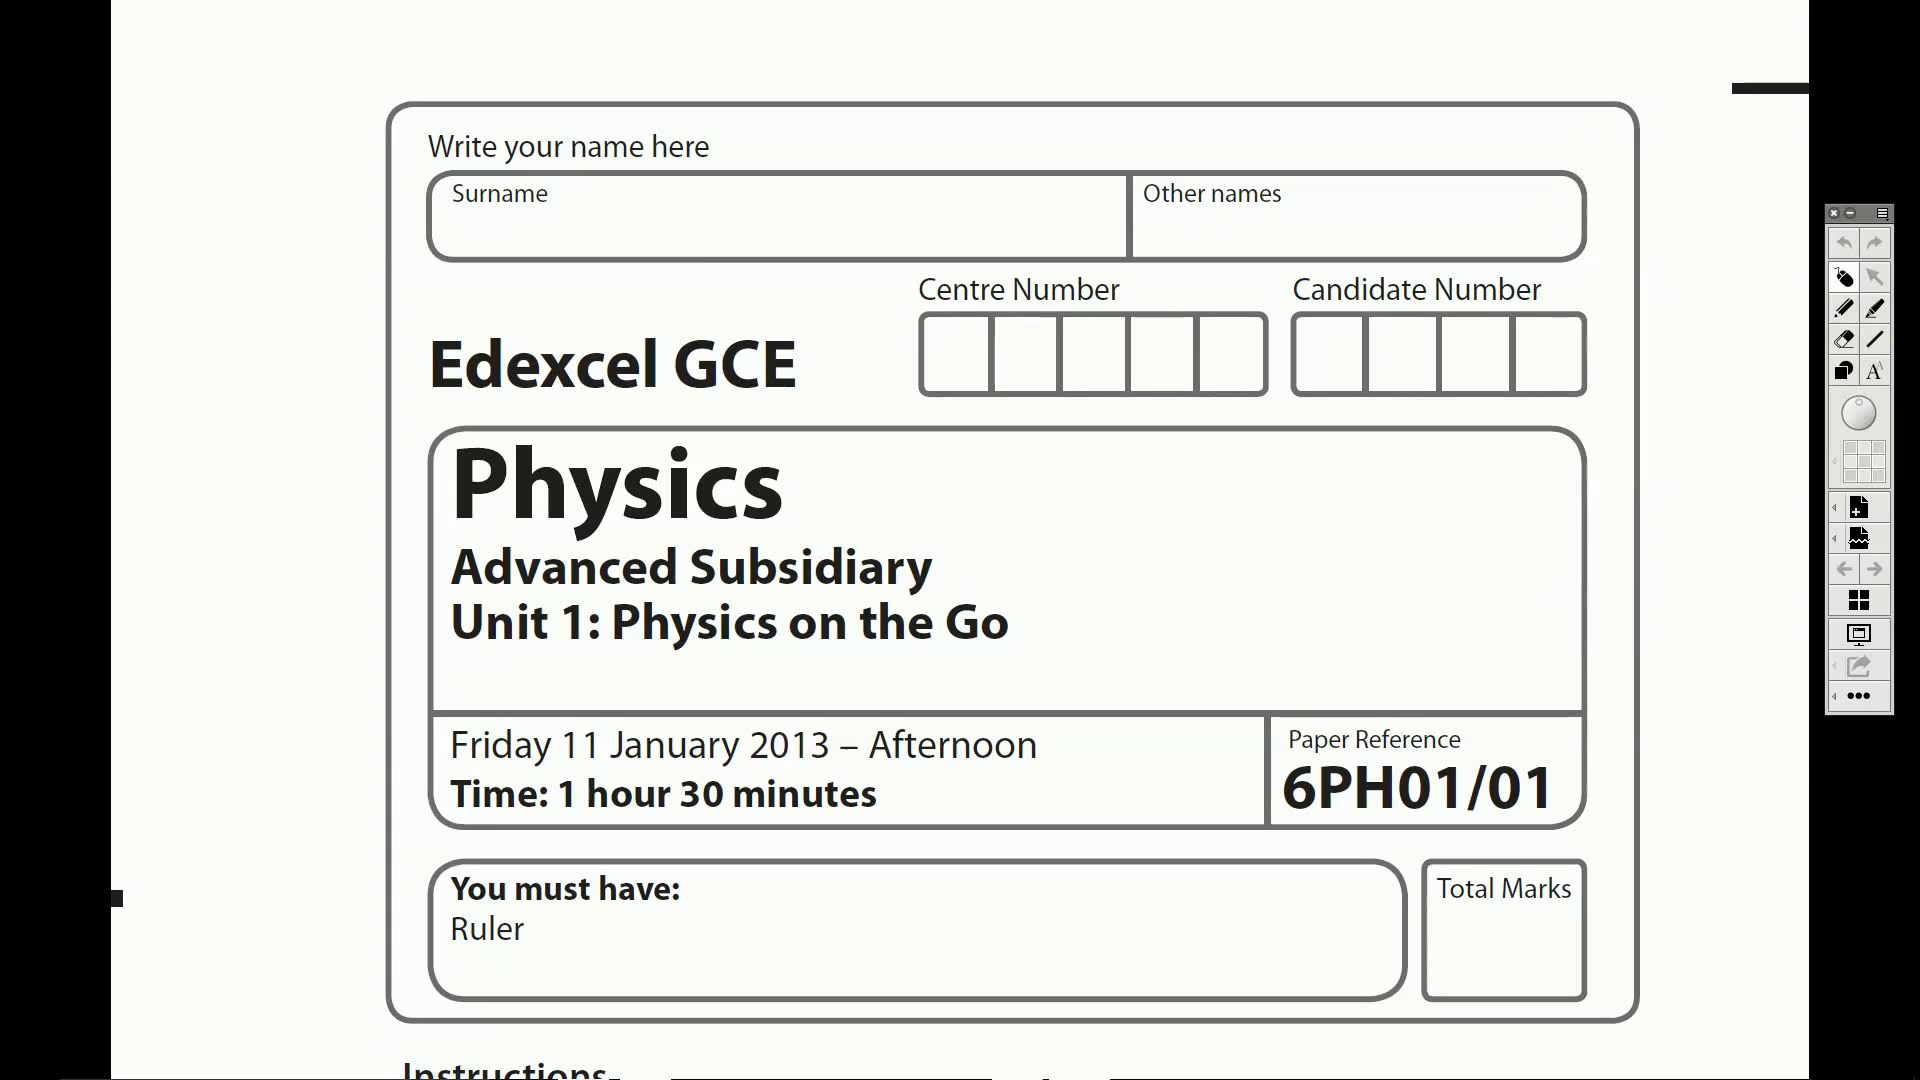 Write your name here
Surname
Other names
Centre Number
Candidate Number
Edexcel GCE
Physics
Advanced Subsidiary
Unit 1: Physics on the Go
Friday 11 January 2013 – Afternoon
Time: 1 hour 30 minutes
Paper Reference
6PH01/01
You must have:
Ruler
Total Marks
Instructions